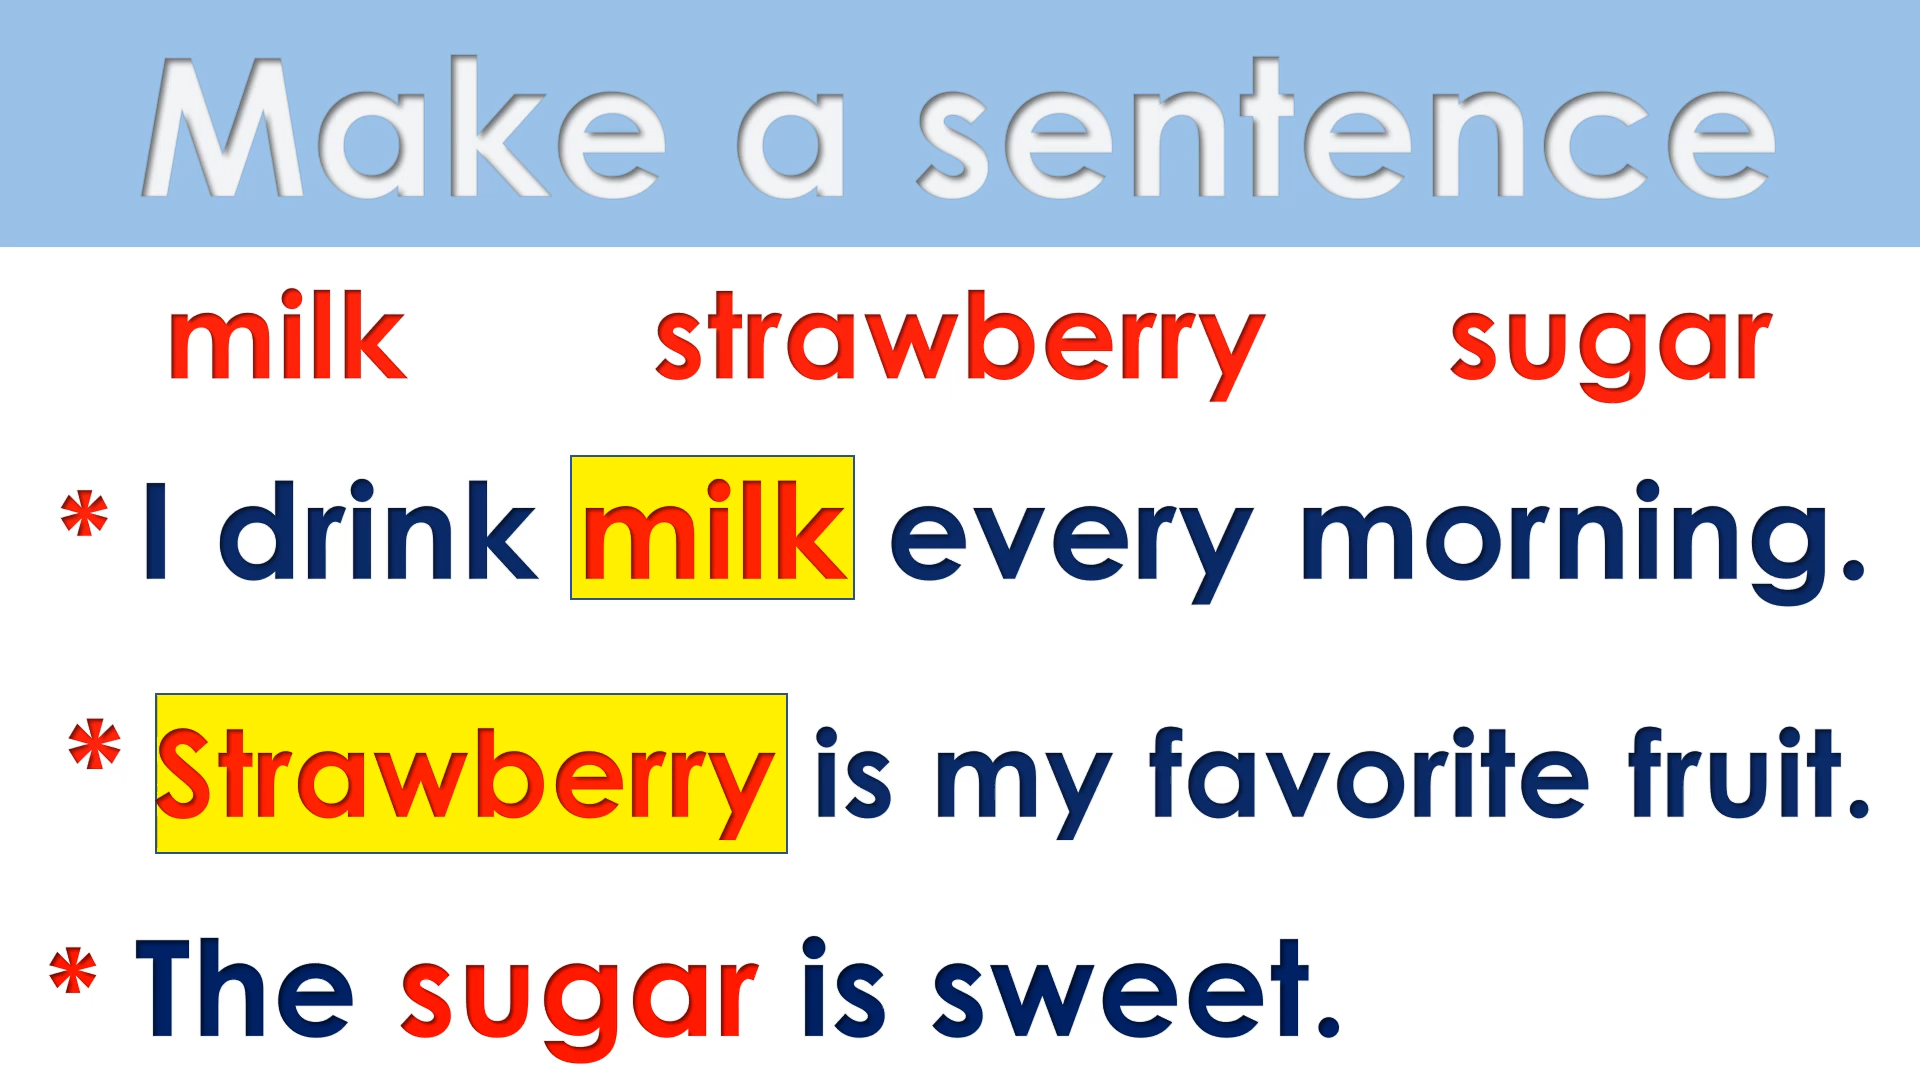 Make a sentence
milk strawberry sugar
* I drink milk every morning.
* Strawberry is my favorite fruit.
* The sugar is sweet.